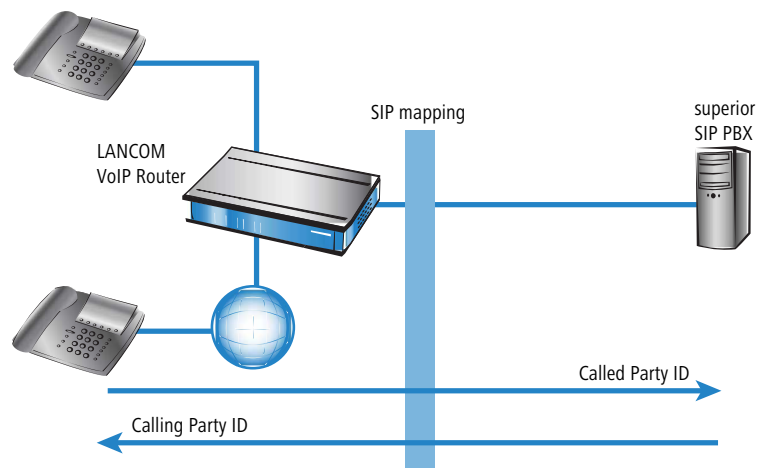 SIP mapping
superior
SIP PBX
LANCOM
VoIP Router
Called Party ID
Calling Party ID